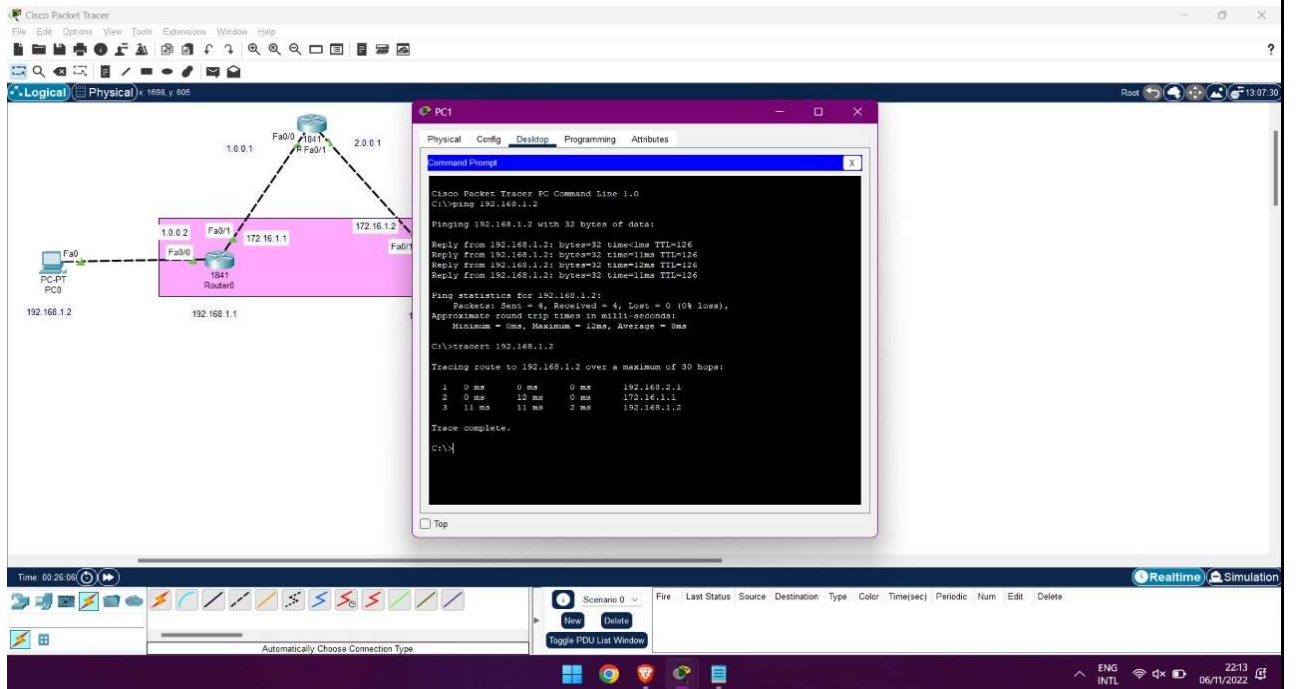 Cisco Packet Tracer
File Edit Options View Tools Extensions Window Help
?
Logical Physical x 1698, y 605
Root 13:07:30
Fa0/0
1841
R Fa0/1
1.0.0.1
2.0.0.1
1.0.0.2
Fa0/1
172.16.1.1
172.16.1.2
Fa0/1
Fa0
Fa0/0
1841
Router0
PC-PT
PC0
192.168.1.2
192.168.1.1
PC1
Physical Config Desktop Programming Attributes
Command Prompt
X
Cisco Packet Tracer PC Command Line 1.0
C:\>ping 192.168.1.2
Pinging 192.168.1.2 with 32 bytes of data:
Reply from 192.168.1.2: bytes=32 time<1ms TTL=126
Reply from 192.168.1.2: bytes=32 time=11ms TTL=126
Reply from 192.168.1.2: bytes=32 time=12ms TTL=126
Reply from 192.168.1.2: bytes=32 time=11ms TTL=126
Ping statistics for 192.168.1.2:
Packets: Sent = 4, Received = 4, Lost = 0 (0% loss),
Approximate round trip times in milli-seconds:
Minimum = 0ms, Maximum = 12ms, Average = 8ms
C:\>tracert 192.168.1.2
Tracing route to 192.168.1.2 over a maximum of 30 hops:
1 0 ms 0 ms 0 ms 192.168.2.1
2 0 ms 12 ms 0 ms 172.16.1.1
3 11 ms 11 ms 2 ms 192.168.1.2
Trace complete.
C:\>
Top
Time: 00:26:06
Realtime Simulation
Scenario 0
New Delete
Toggle PDU List Window
Fire Last Status Source Destination Type Color Time(sec) Periodic Num Edit Delete
Automatically Choose Connection Type
ENG
INTL
22:13
06/11/2022